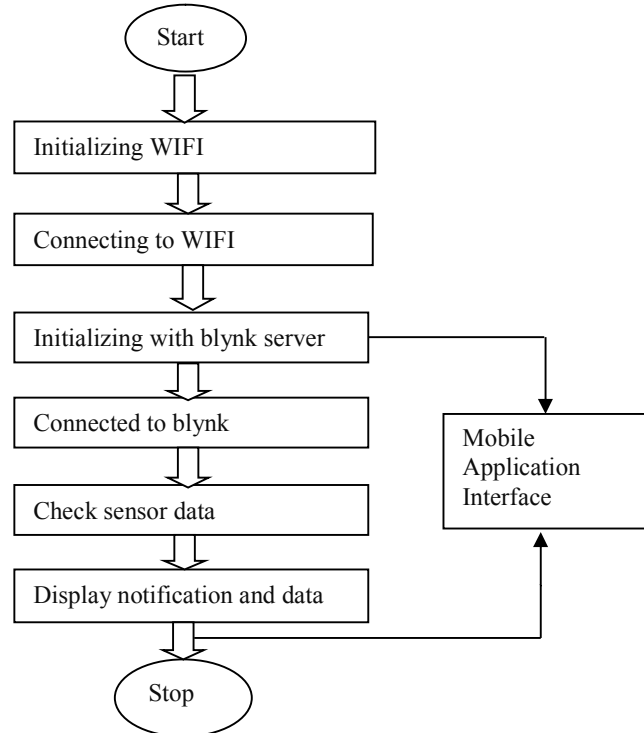 Start
Initializing WIFI
Connecting to WIFI
Initializing with blynk server
Connected to blynk
Mobile
Application
Interface
Check sensor data
Display notification and data
Stop